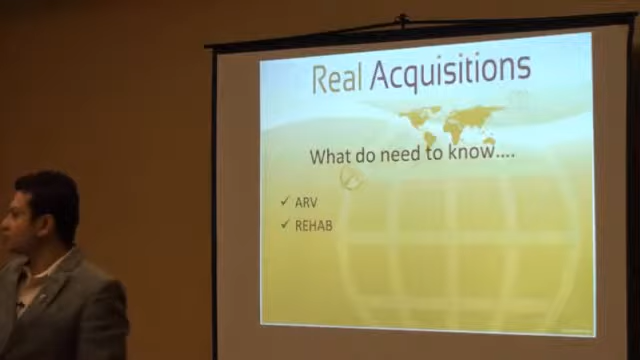 Real Acquisitions
What do need to know....
✓ ARV
✓ REHAB